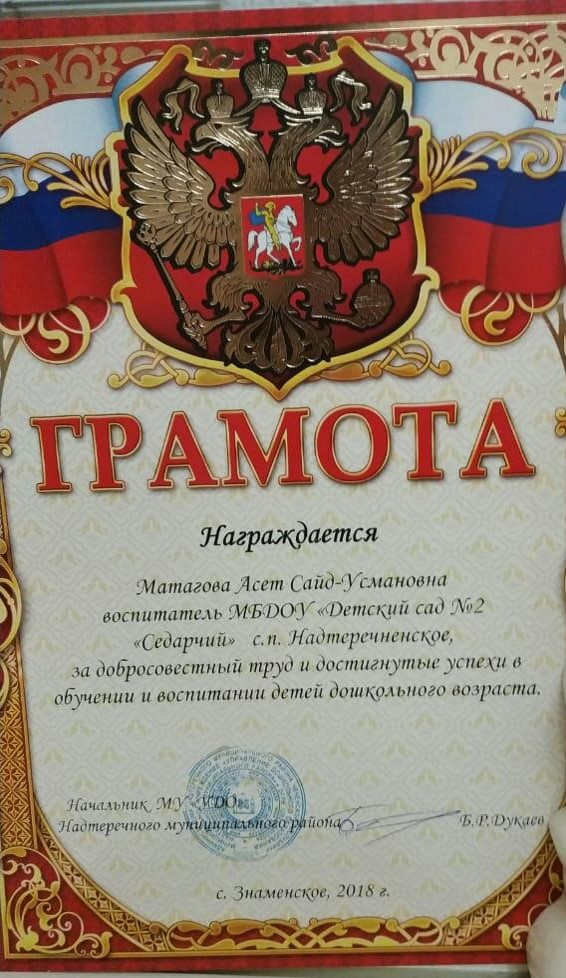 ГРАМОТА
Награждается
Матагова Асет Сайд-Усмановна
воспитатель МБДОУ «Детский сад №2
«Седарчий» с.п. Надтеречненское,
за добросовестный труд и достигнутые успехи в
обучении и воспитании детей дошкольного возраста.
Начальник МУ «УДО»
Надтеречного муниципального района Б.Р.Дукаев
с. Знаменское, 2018 г.